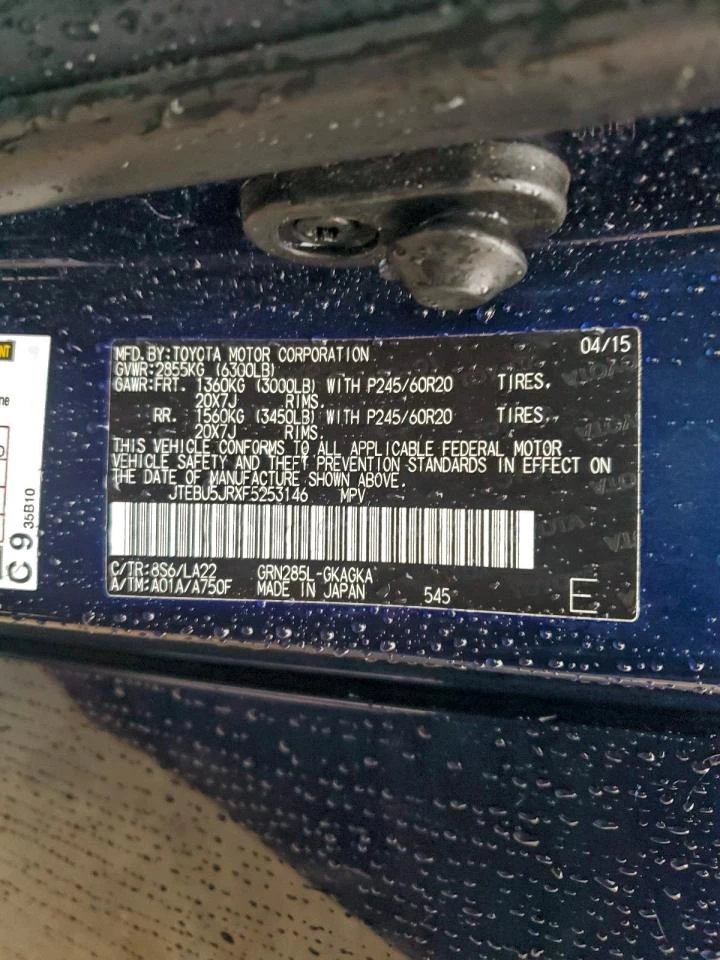 MFD.BY:TOYOTA MOTOR CORPORATION 04/15
GVWR:2855KG (6300LB)
GAWR:FRT. 1360KG (3000LB) WITH P245/60R20 TIRES,
20X7J RIMS.
RR. 1560KG (3450LB) WITH P245/60R20 TIRES,
20X7J RIMS.
THIS VEHICLE CONFORMS TO ALL APPLICABLE FEDERAL MOTOR
VEHICLE SAFETY AND THEFT PREVENTION STANDARDS IN EFFECT ON
THE DATE OF MANUFACTURE SHOWN ABOVE.
JTEBU5JRXF5253146 MPV
C/TR:8S6/LA22 GRN285L-GKAGKA
A/TM:A01A/A750F MADE IN JAPAN 545 E
C 9 35B10